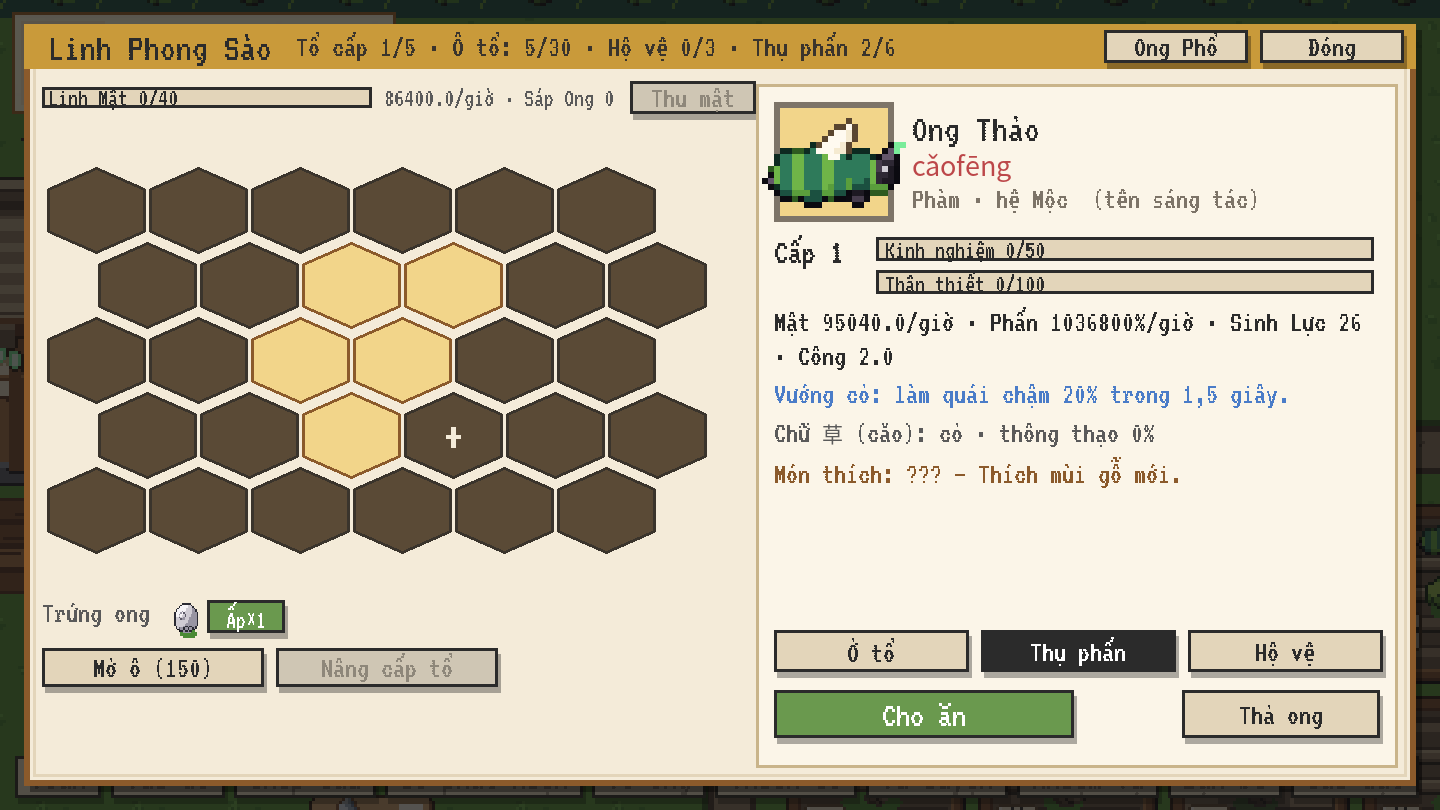 Linh Phong Sào Tổ cấp 1/5 · Ô tổ: 5/30 · Hộ vệ 0/3 · Thụ phấn 2/6 Ong Phổ Đóng
Linh Mật 0/40 86400.0/giờ · Sáp Ong 0 Thu mật
+
Trứng ong Ấp×1
Mở ô (150) Nâng cấp tổ
Ong Thảo
cǎofēng
Phàm · hệ Mộc (tên sáng tác)
Cấp 1 Kinh nghiệm 0/50
Thân thiết 0/100
Mật 95040.0/giờ · Phấn 1036800%/giờ · Sinh Lực 26
· Công 2.0
Vướng cỏ: làm quái chậm 20% trong 1,5 giây.
Chữ 草 (cǎo): cỏ · thông thạo 0%
Món thích: ??? – Thích mùi gỗ mới.
Ở tổ Thụ phấn Hộ vệ
Cho ăn Thả ong